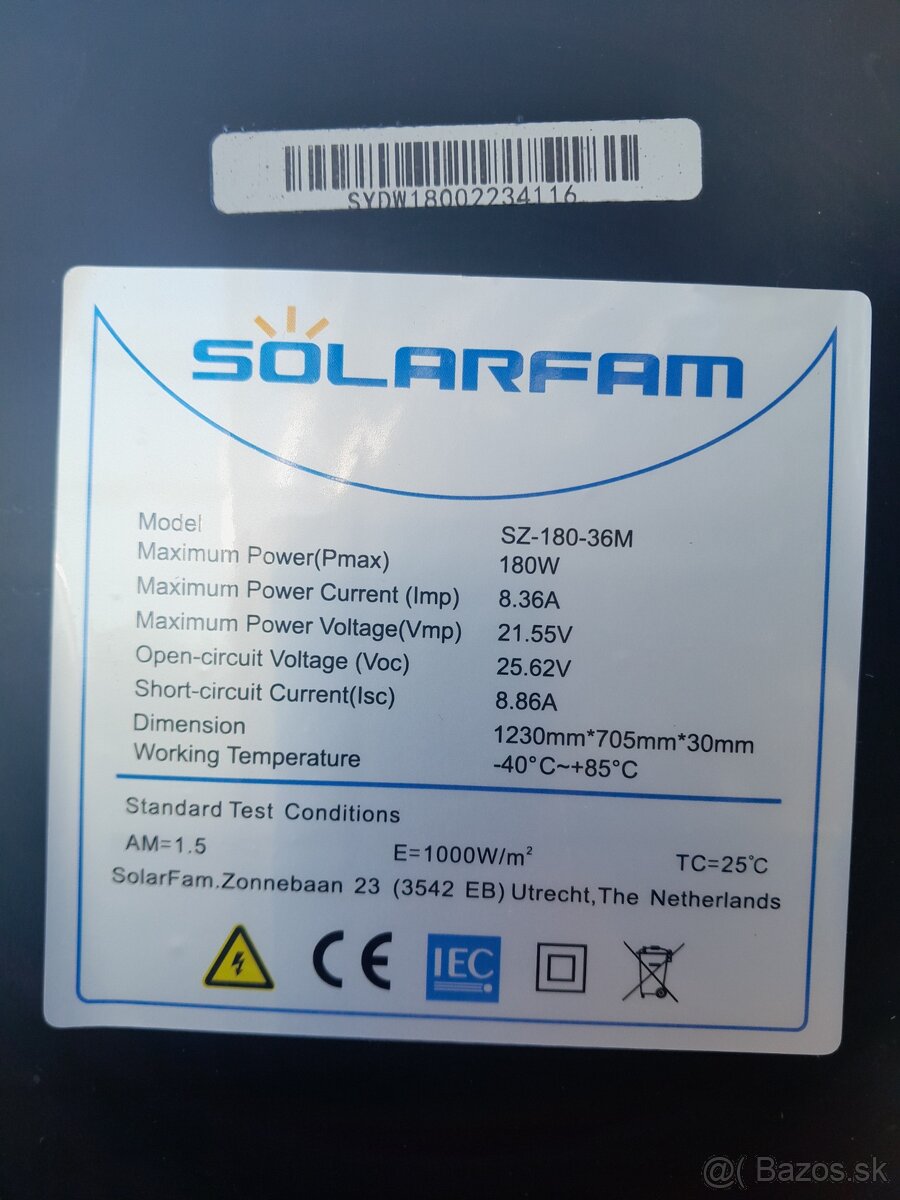 SYDW18002234116
SOLARFAM
Model SZ-180-36M
Maximum Power(Pmax) 180W
Maximum Power Current (Imp) 8.36A
Maximum Power Voltage(Vmp) 21.55V
Open-circuit Voltage (Voc) 25.62V
Short-circuit Current(Isc) 8.86A
Dimension 1230mm*705mm*30mm
Working Temperature -40°C~+85°C
Standard Test Conditions
AM=1.5 E=1000W/m² TC=25℃
SolarFam.Zonnebaan 23 (3542 EB) Utrecht,The Netherlands
CE IEC
@( Bazos.sk